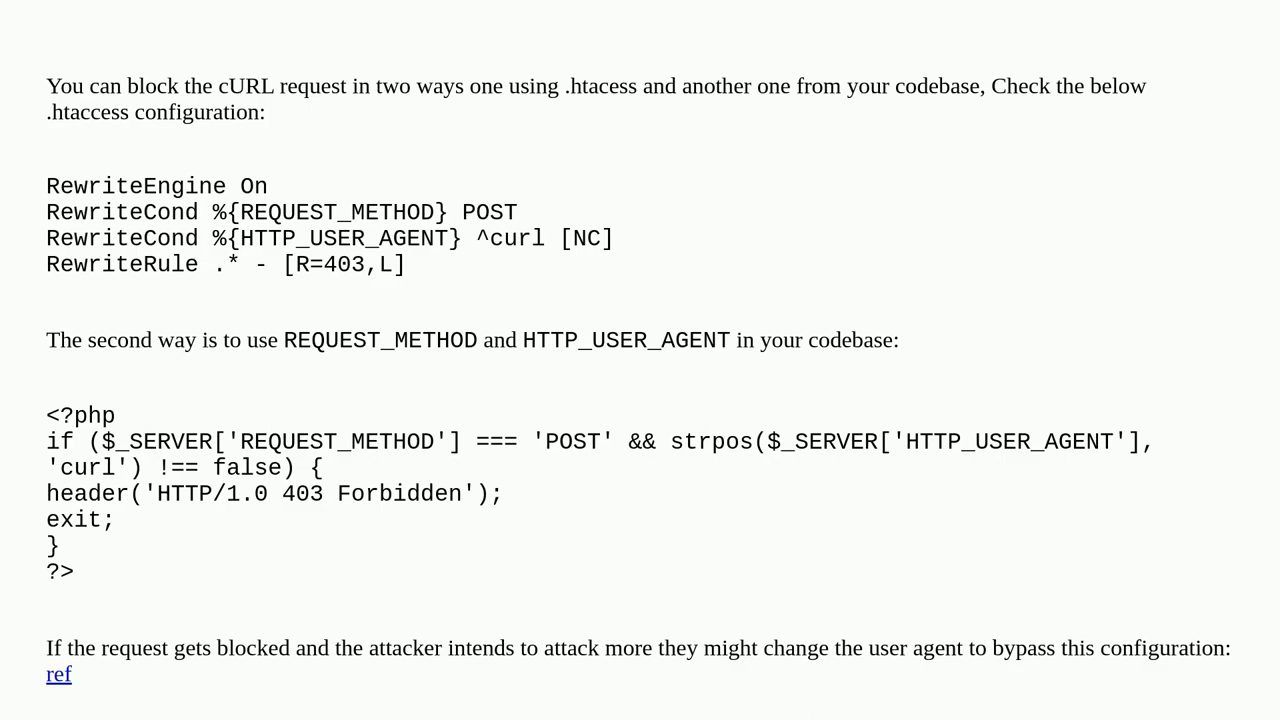 You can block the cURL request in two ways one using .htacess and another one from your codebase, Check the below
.htaccess configuration:
RewriteEngine On
RewriteCond %{REQUEST_METHOD} POST
RewriteCond %{HTTP_USER_AGENT} ^curl [NC]
RewriteRule .* - [R=403,L]
The second way is to use REQUEST_METHOD and HTTP_USER_AGENT in your codebase:
<?php
if ($_SERVER['REQUEST_METHOD'] === 'POST' && strpos($_SERVER['HTTP_USER_AGENT'],
'curl') !== false) {
header('HTTP/1.0 403 Forbidden');
exit;
}
?>
If the request gets blocked and the attacker intends to attack more they might change the user agent to bypass this configuration:
ref